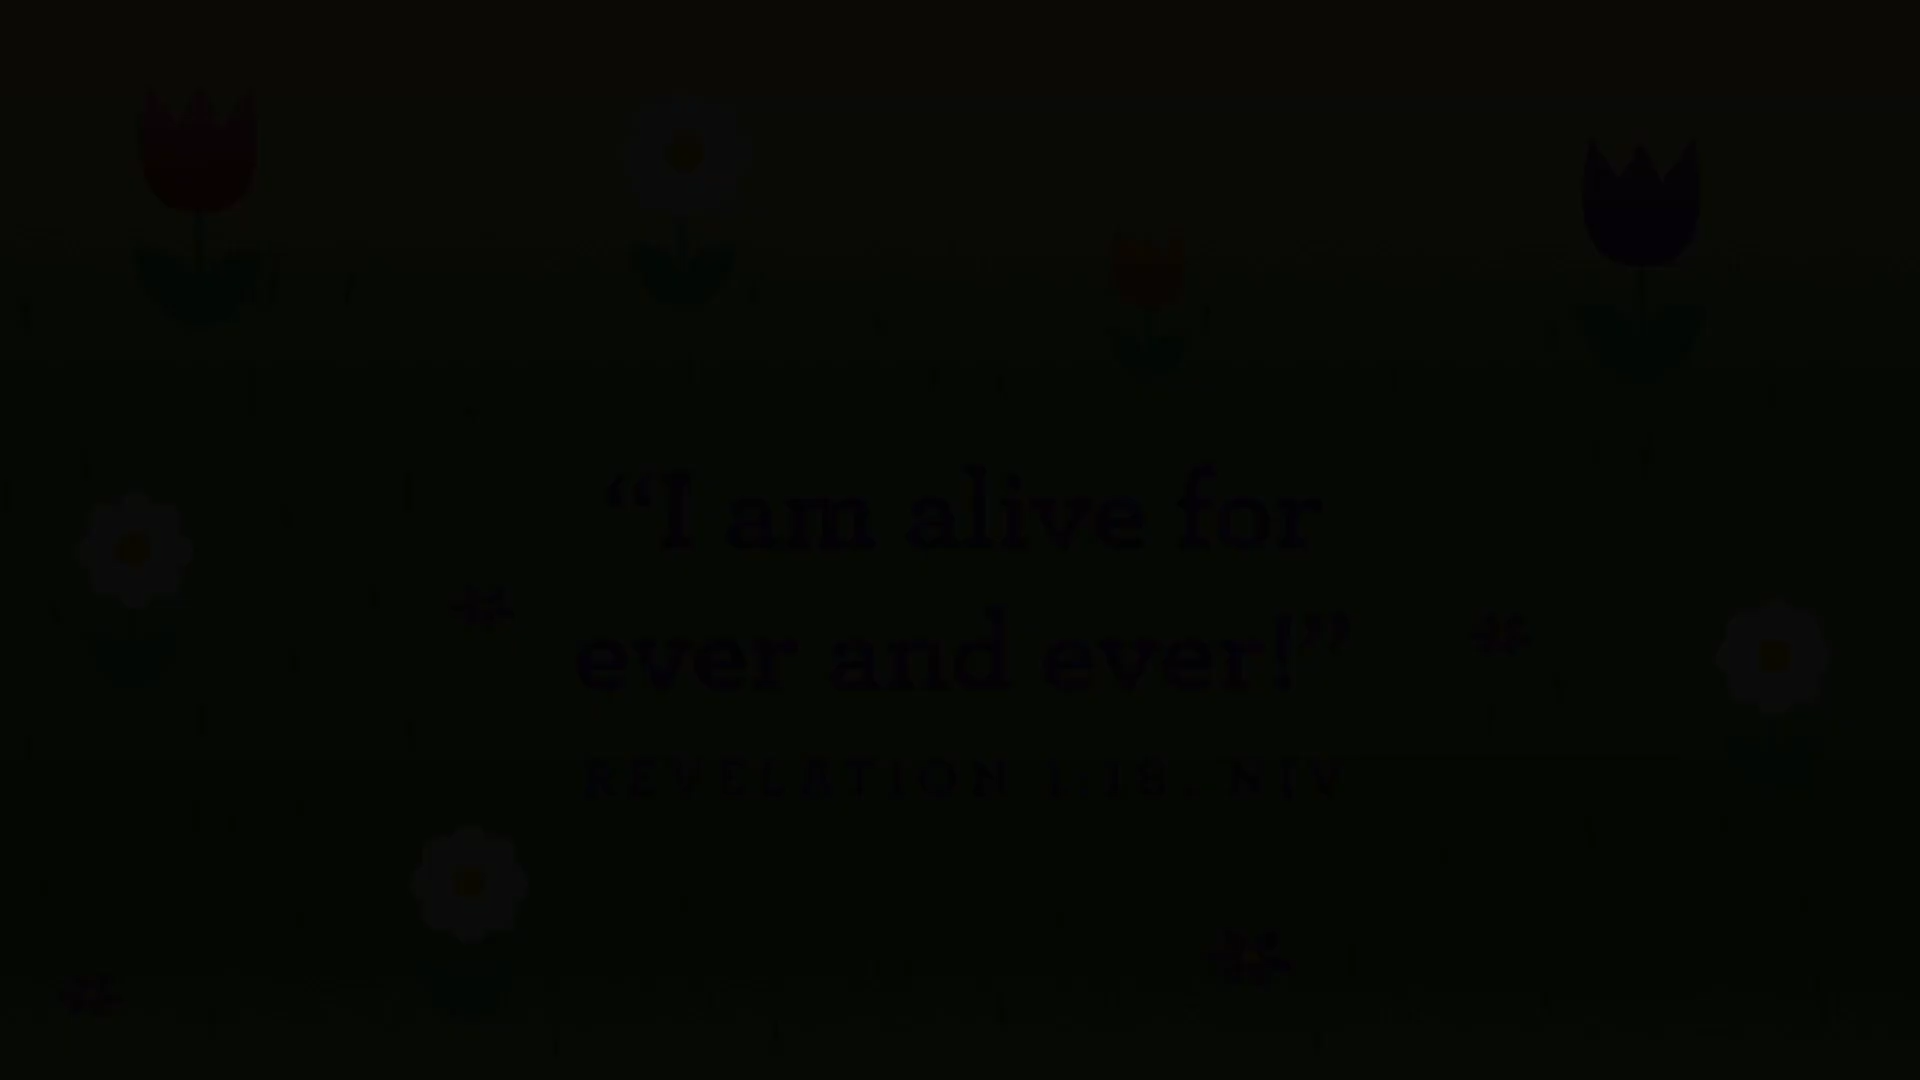 “I am alive for
ever and ever!”
REVELATION 1:18, NIV